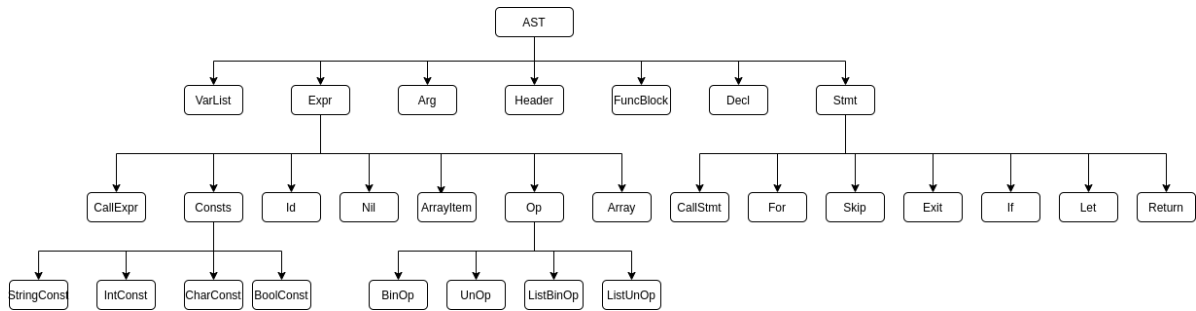 AST
VarList
Expr
Arg
Header
FuncBlock
Decl
Stmt
CallExpr
Consts
Id
Nil
ArrayItem
Op
Array
CallStmt
For
Skip
Exit
If
Let
Return
StringConst
IntConst
CharConst
BoolConst
BinOp
UnOp
ListBinOp
ListUnOp